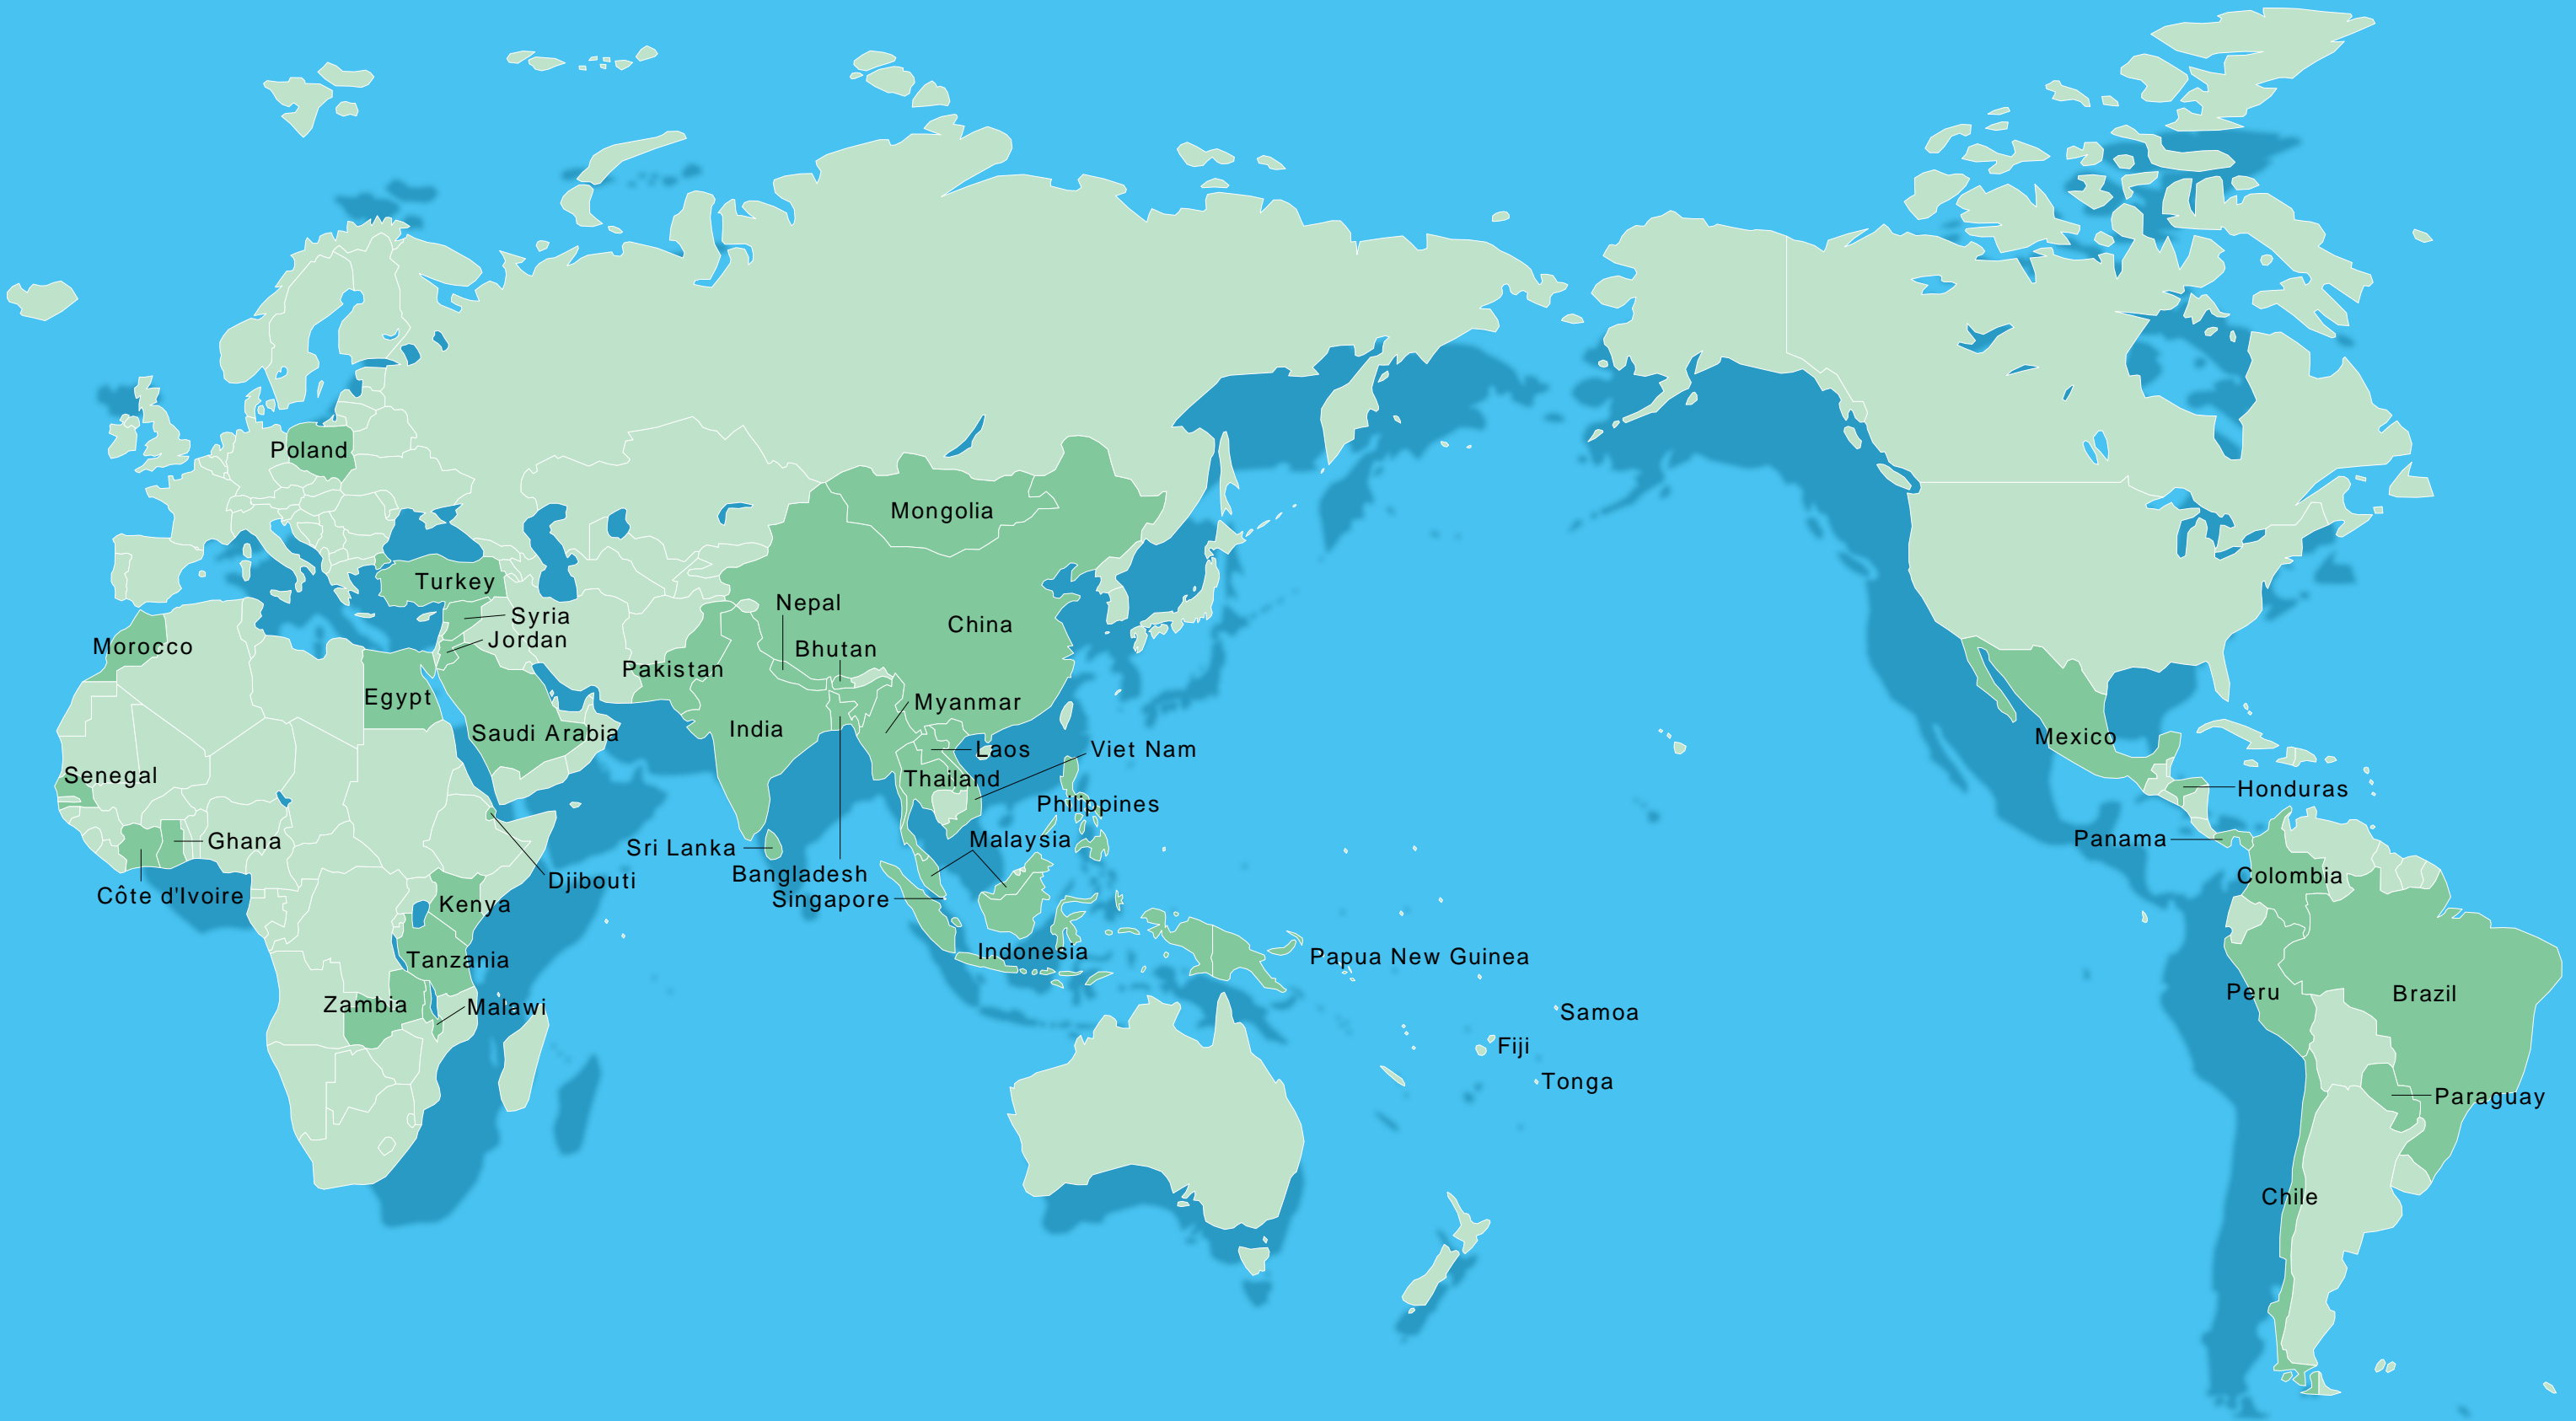 Poland
Mongolia
Turkey
Nepal
Syria
China
Jordan
Morocco
Bhutan
Pakistan
Egypt
Myanmar
India
Saudi Arabia
Mexico
Laos
Viet Nam
Senegal
Thailand
Honduras
Philippines
Ghana
Malaysia
Panama
Sri Lanka
Bangladesh
Colombia
Djibouti
Côte d'Ivoire
Singapore
Kenya
Indonesia
Papua New Guinea
Tanzania
Peru
Brazil
Zambia
Malawi
Samoa
Fiji
Tonga
Paraguay
Chile